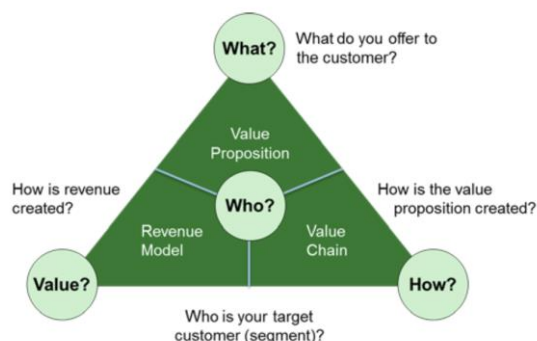 What?
What do you offer to
the customer?
Value
Proposition
How is revenue
created?
Who?
How is the value
proposition created?
Revenue
Model
Value
Chain
Value?
How?
Who is your target
customer (segment)?